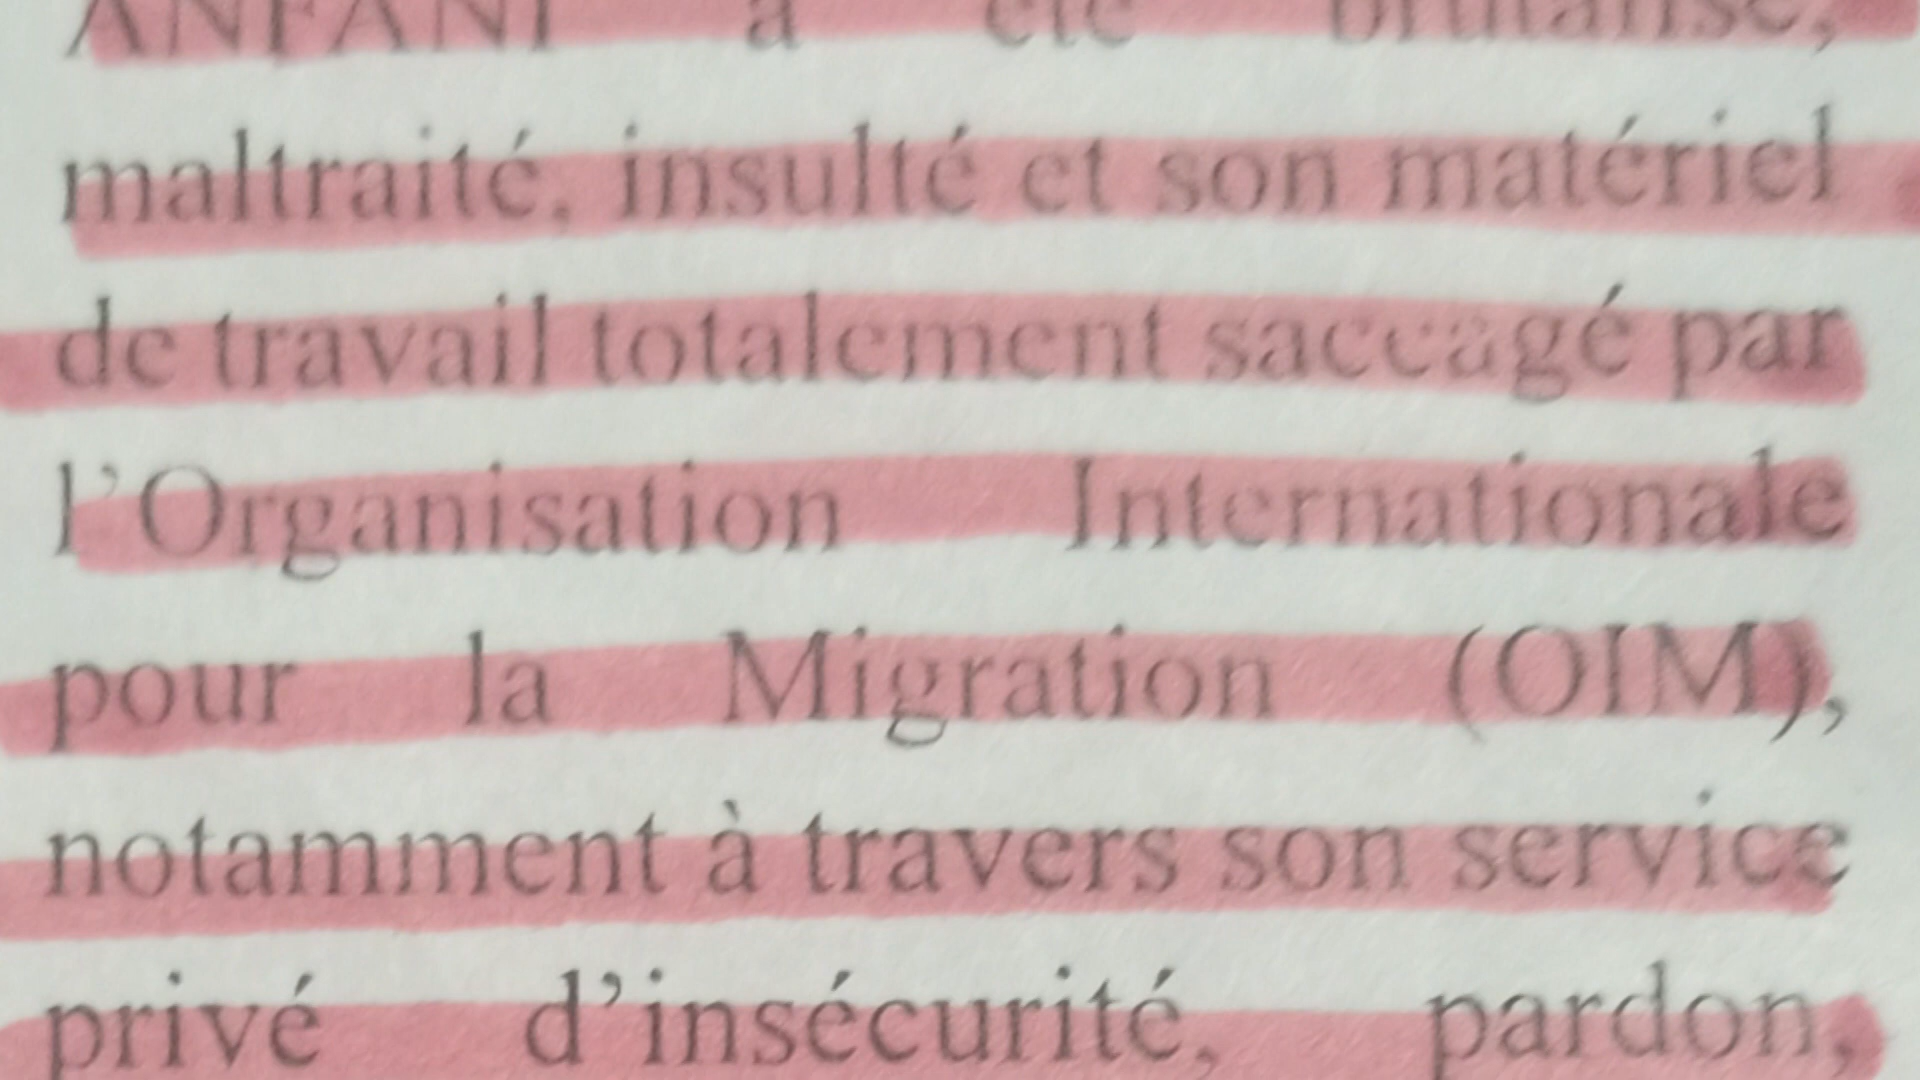 ANFANI a été brutalisé,
maltraité, insulté et son matériel
de travail totalement saccagé par
l’Organisation Internationale
pour la Migration (OIM),
notamment à travers son service
privé d’insécurité, pardon,